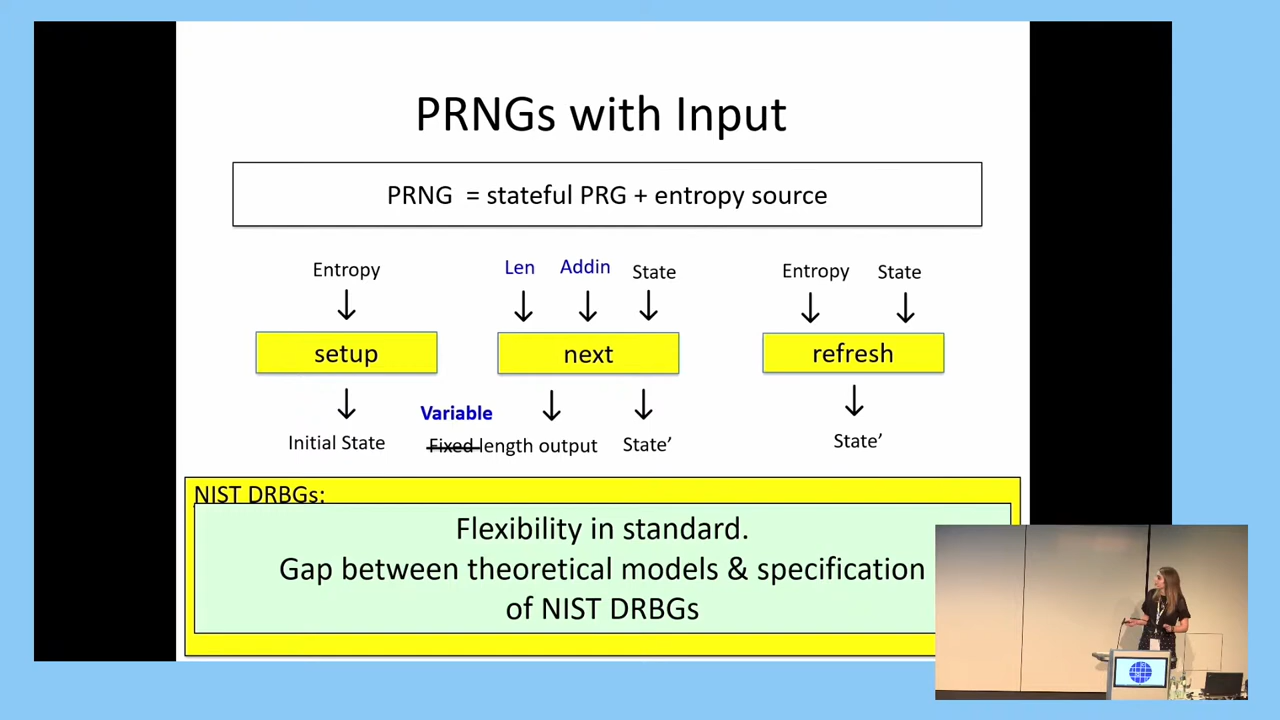 PRNGs with Input
PRNG = stateful PRG + entropy source
Entropy
Len Addin State
Entropy State
setup
next
refresh
Variable
Initial State
Fixed length output State’
State’
NIST DRBGs:
Flexibility in standard.
Gap between theoretical models & specification
of NIST DRBGs